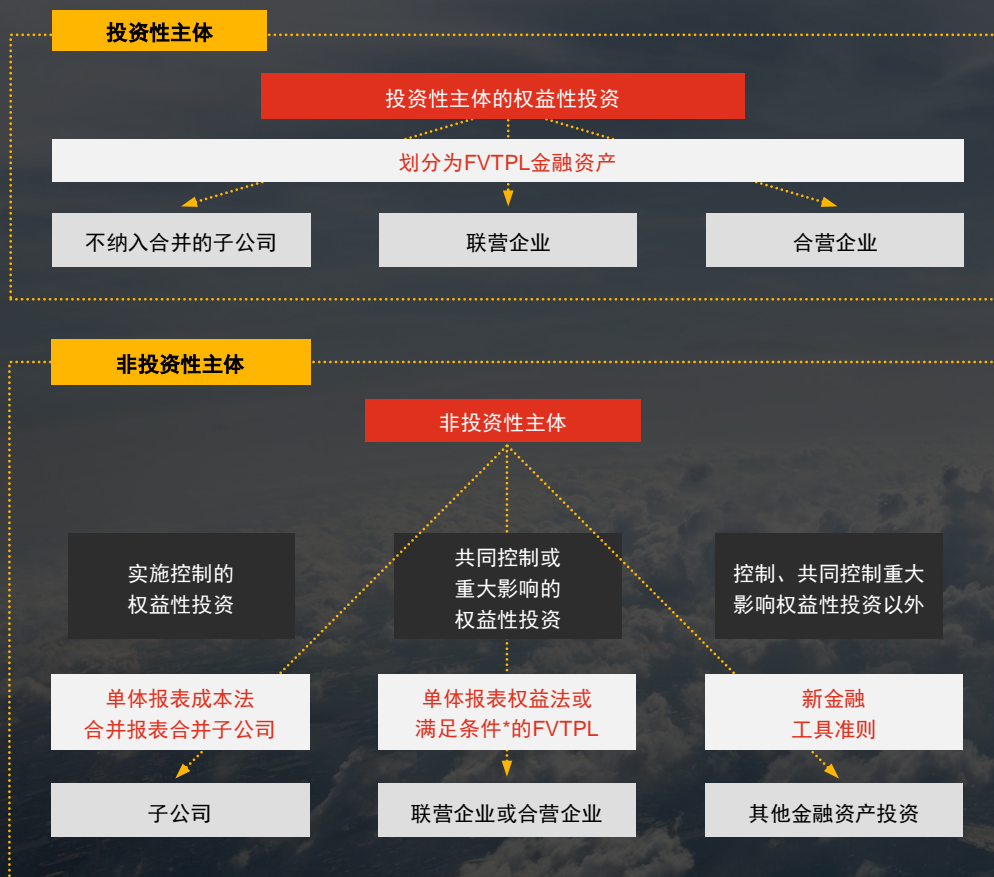 投资性主体
投资性主体的权益性投资
划分为FVTPL金融资产
不纳入合并的子公司
联营企业
合营企业
非投资性主体
非投资性主体
实施控制的
权益性投资
共同控制或
重大影响的
权益性投资
控制、共同控制重大
影响权益性投资以外
单体报表成本法
合并报表合并子公司
单体报表权益法或
满足条件*的FVTPL
新金融
工具准则
子公司
联营企业或合营企业
其他金融资产投资